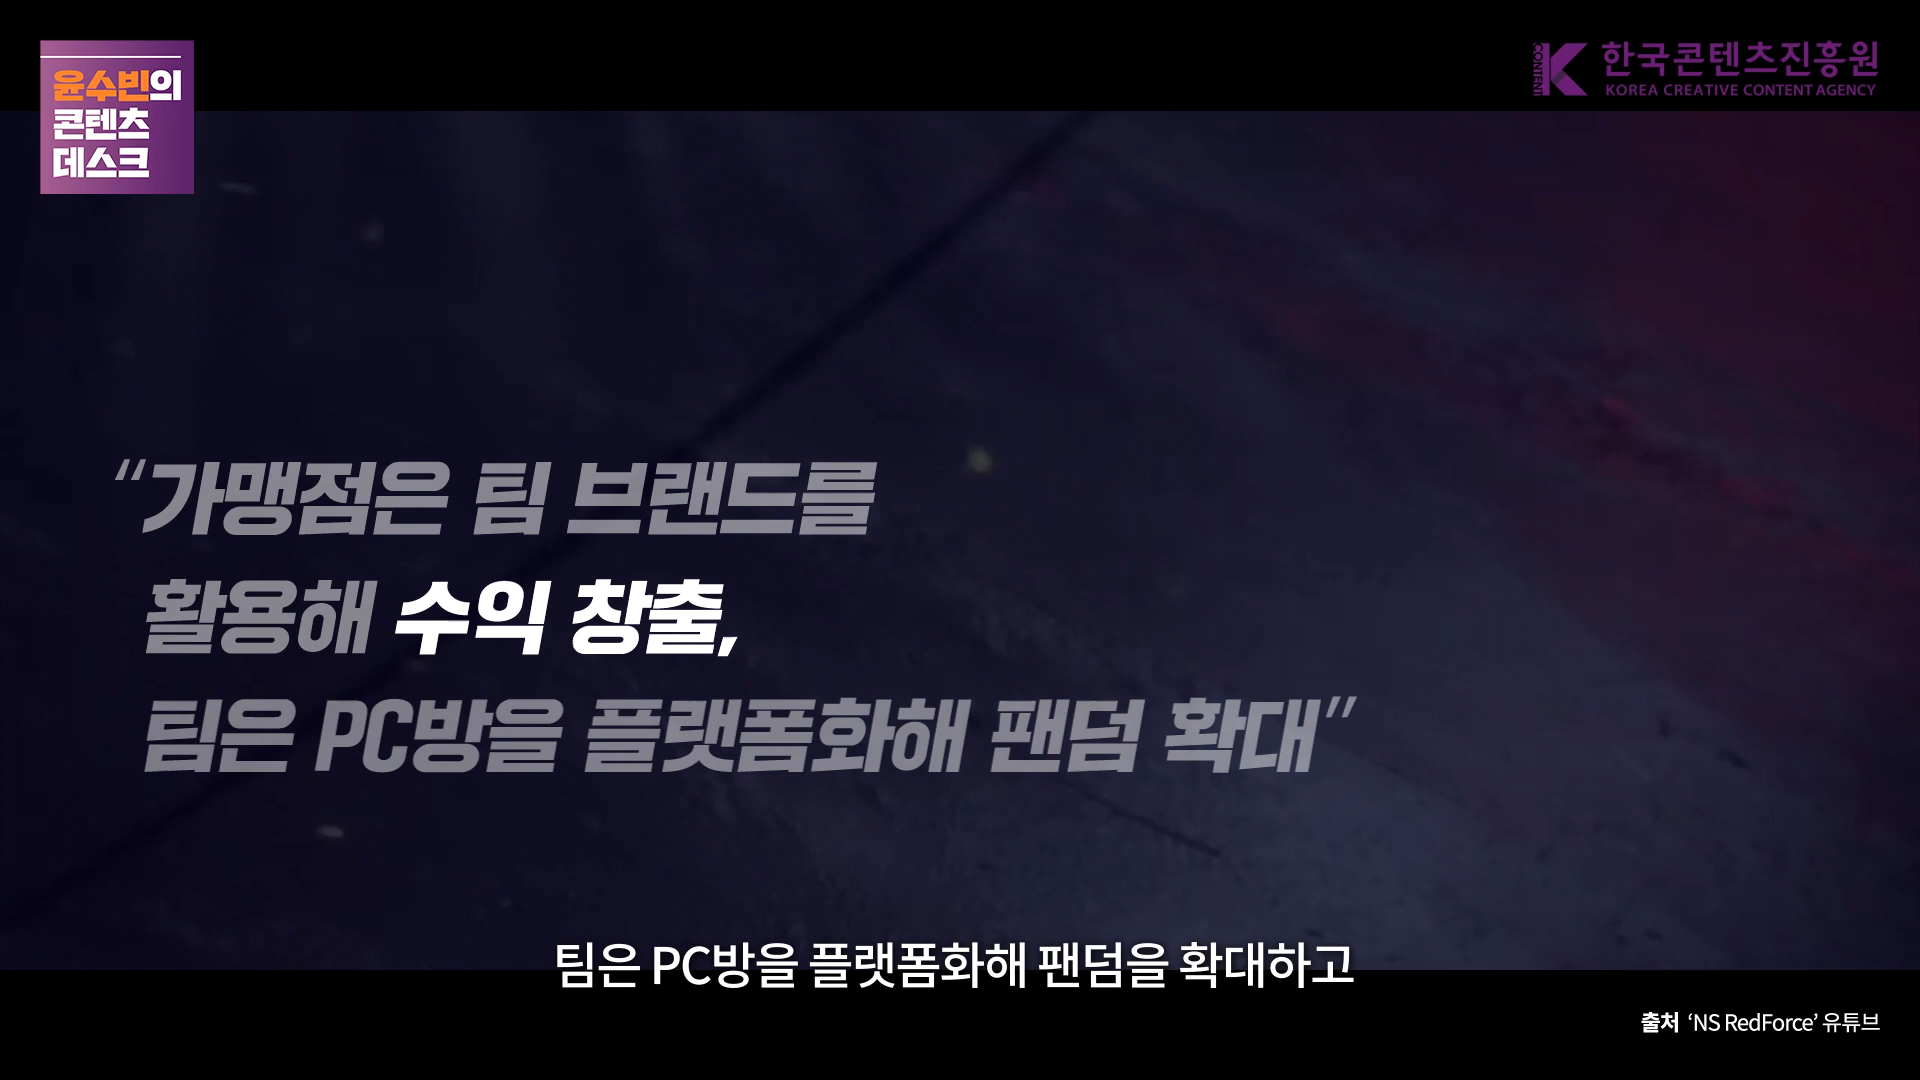 윤수빈의
콘텐츠
데스크
CONTENT
한국콘텐츠진흥원
KOREA CREATIVE CONTENT AGENCY
“가맹점은 팀 브랜드를
활용해 수익 창출,
팀은 PC방을 플랫폼화해 팬덤 확대”
팀은 PC방을 플랫폼화해 팬덤을 확대하고
출처 ‘NS RedForce’ 유튜브